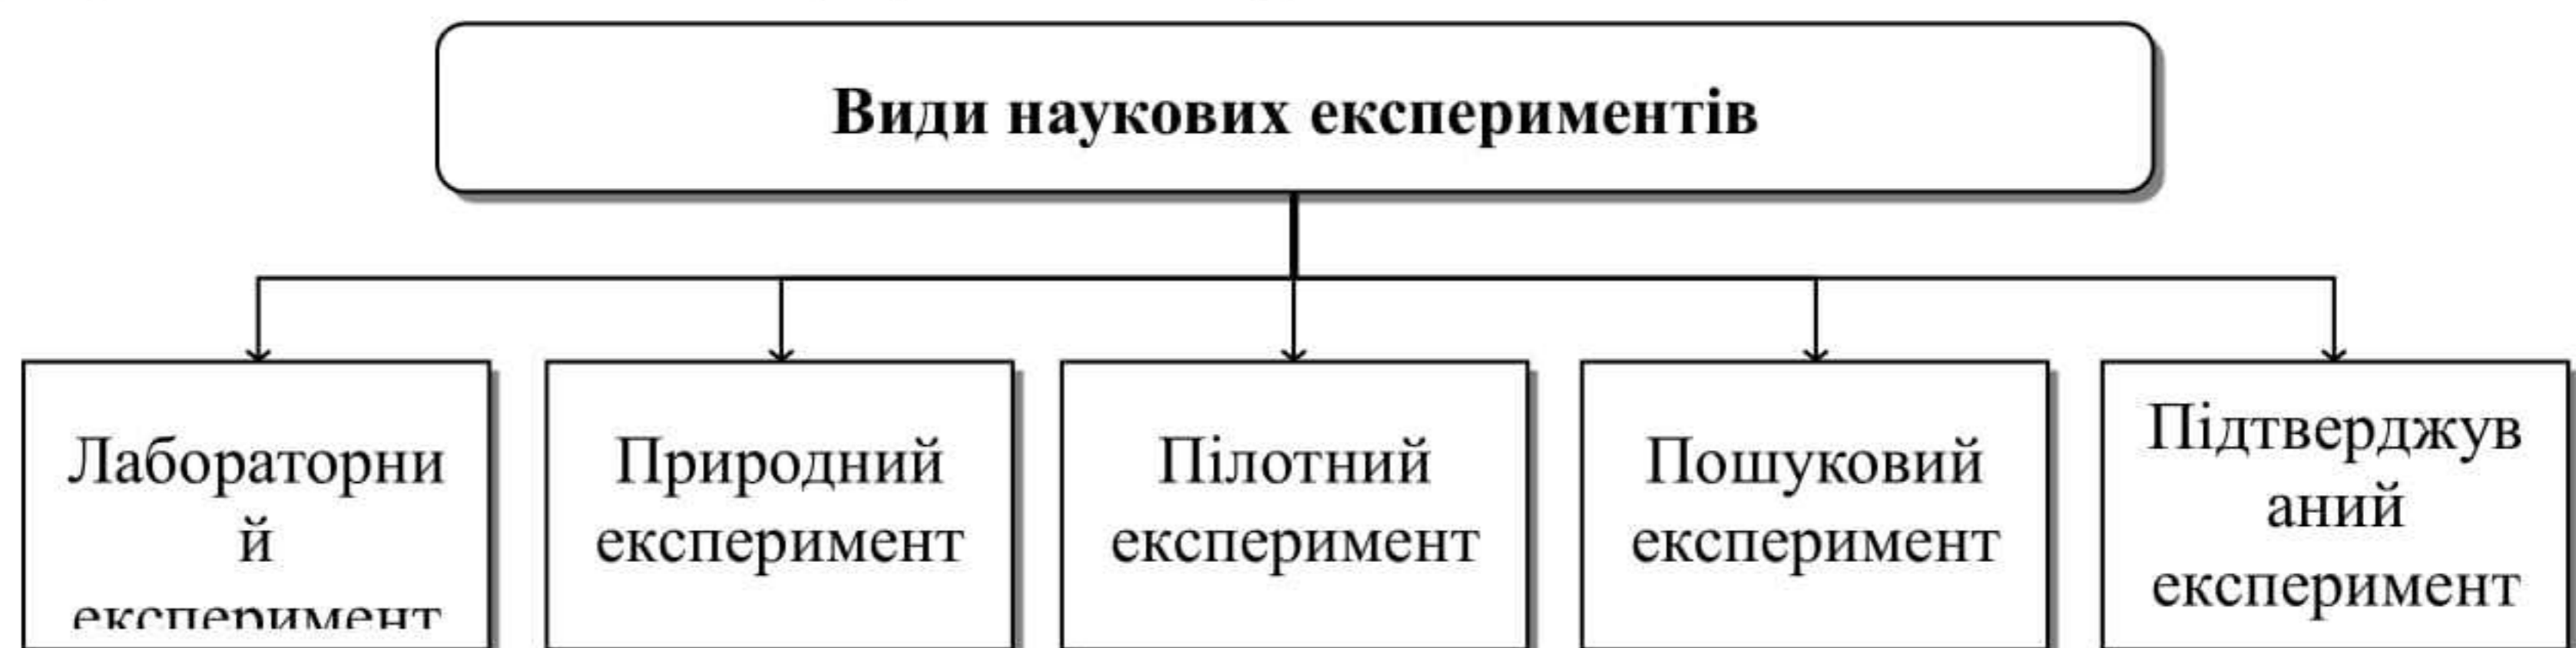 Види наукових експериментів
Лабораторни
й
експеримент
Природний
експеримент
Пілотний
експеримент
Пошуковий
експеримент
Підтверджув
аний
експеримент